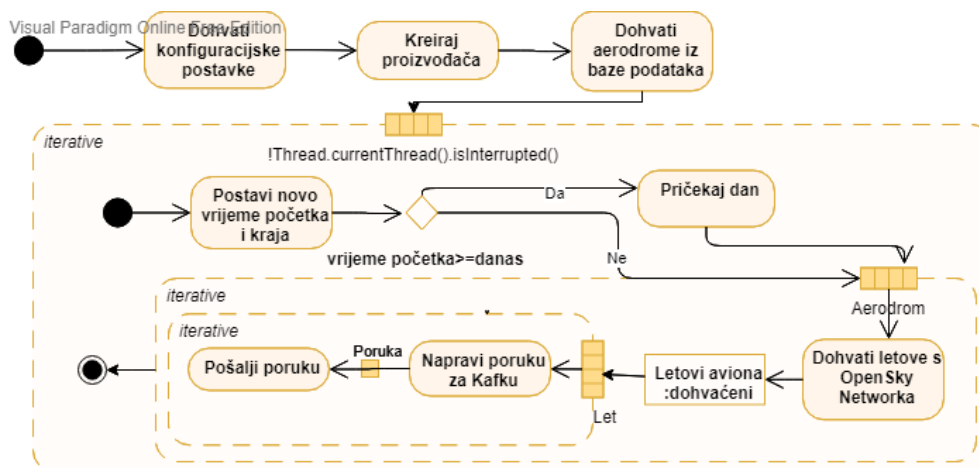 Visual Paradigm Online Free Edition
Dohvati
konfiguracijske
postavke
Kreiraj
proizvođača
Dohvati
aerodrome iz
baze podataka
iterative
!Thread.currentThread().isInterrupted()
Postavi novo
vrijeme početka
i kraja
Da
Pričekaj dan
vrijeme početka>=danas
Ne
iterative
Aerodrom
iterative
Pošalji poruku
Poruka
Napravi poruku
za Kafku
Let
Letovi aviona
:dohvaćeni
Dohvati letove s
OpenSky
Networka